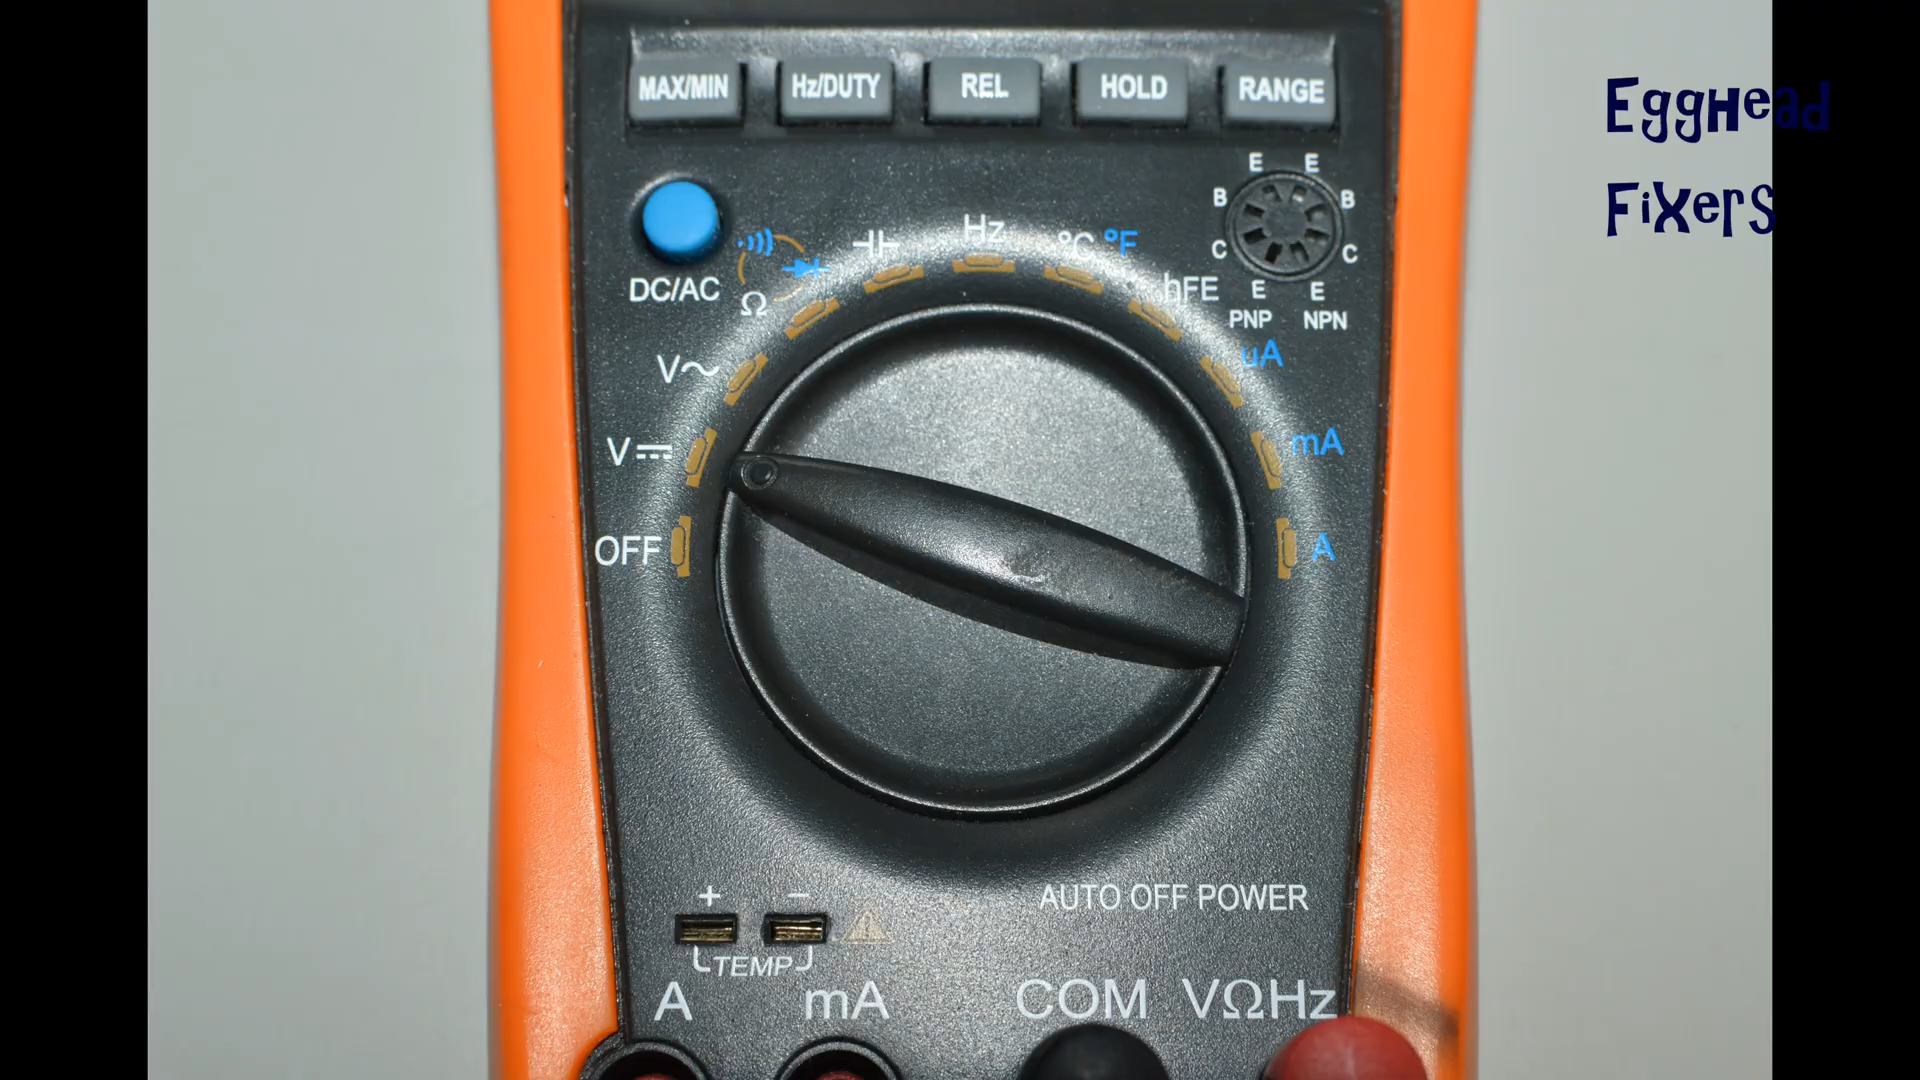 MAX/MIN Hz/DUTY REL HOLD RANGE
EggHead
Fixers
E E
B B
C C
E E
PNP NPN
DC/AC
Ω
Hz
°C °F
hFE
uA
mA
A
V~
V⎓
OFF
AUTO OFF POWER
+ −
TEMP
A mA COM VΩHz